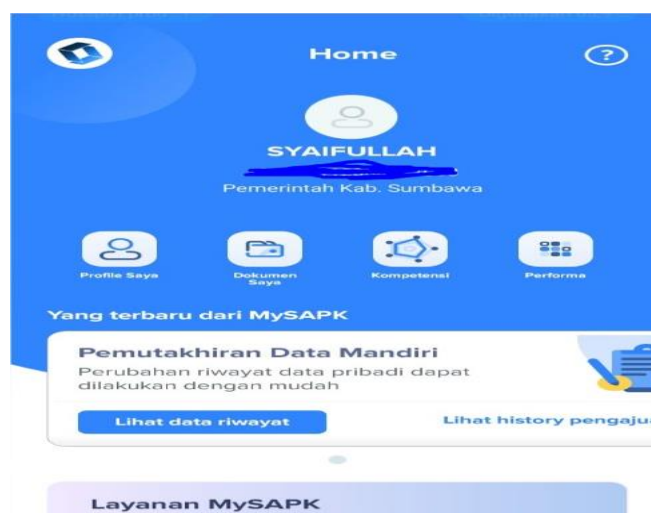 Home
?
SYAIFULLAH
Pemerintah Kab. Sumbawa
Profile Saya
Dokumen
Saya
Kompetensi
Performa
Yang terbaru dari MySAPK
Pemutakhiran Data Mandiri
Perubahan riwayat data pribadi dapat
dilakukan dengan mudah
Lihat data riwayat
Lihat history pengaju
Layanan MySAPK